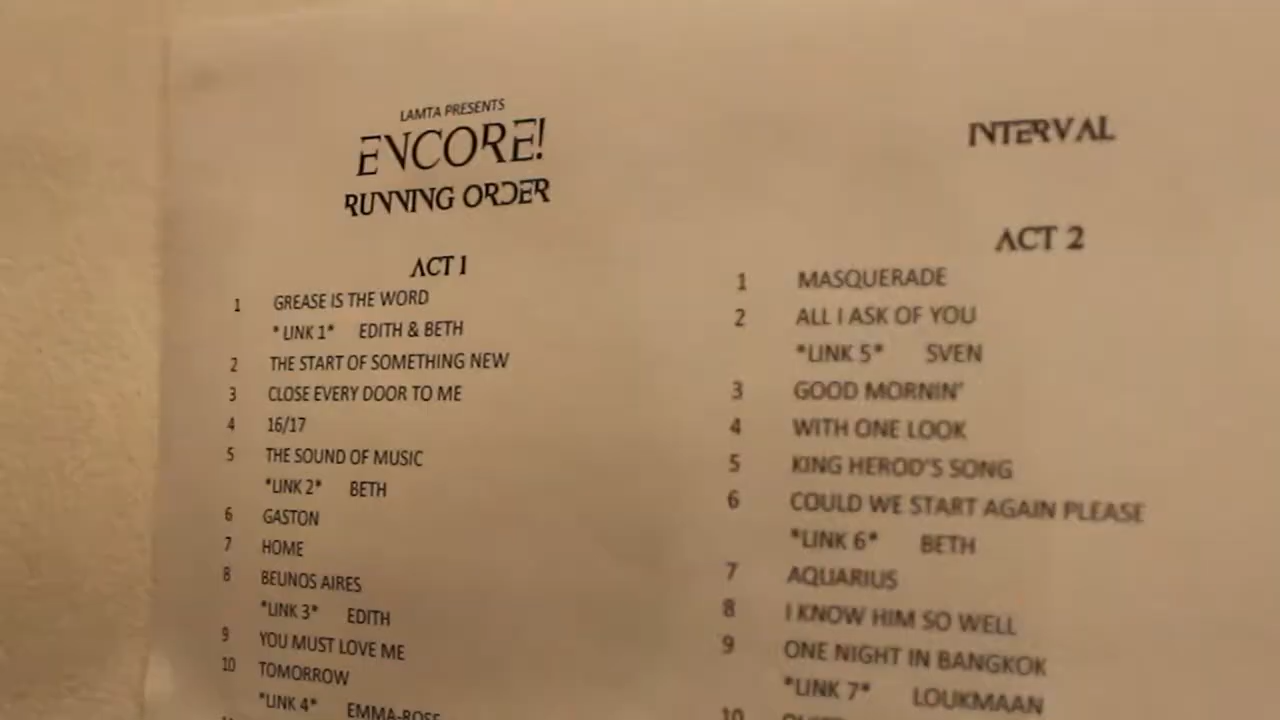 LAMTA PRESENTS
ENCORE!
RUNNING ORDER
ACT 1
1 GREASE IS THE WORD
*LINK 1* EDITH & BETH
2 THE START OF SOMETHING NEW
3 CLOSE EVERY DOOR TO ME
4 16/17
5 THE SOUND OF MUSIC
*LINK 2* BETH
6 GASTON
7 HOME
8 BEUNOS AIRES
*LINK 3* EDITH
9 YOU MUST LOVE ME
10 TOMORROW
*LINK 4* EMMA-ROSE
INTERVAL
ACT 2
1 MASQUERADE
2 ALL I ASK OF YOU
*LINK 5* SVEN
3 GOOD MORNIN'
4 WITH ONE LOOK
5 KING HEROD'S SONG
6 COULD WE START AGAIN PLEASE
*LINK 6* BETH
7 AQUARIUS
8 I KNOW HIM SO WELL
9 ONE NIGHT IN BANGKOK
*LINK 7* LOUKMAAN
10